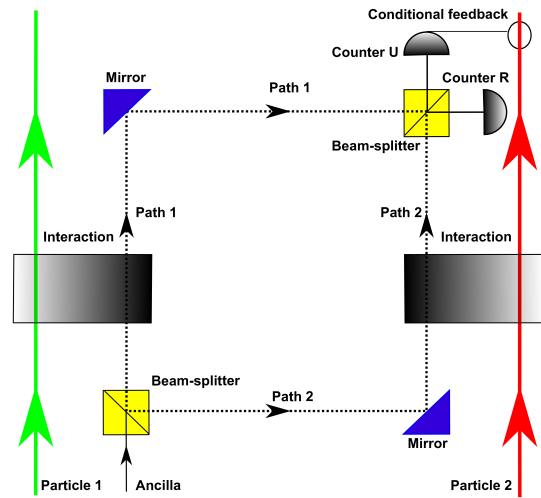 Conditional feedback
Counter U
Mirror
Counter R
Path 1
Beam-splitter
Path 1
Path 2
Interaction
Interaction
Beam-splitter
Path 2
Mirror
Particle 1
Ancilla
Particle 2